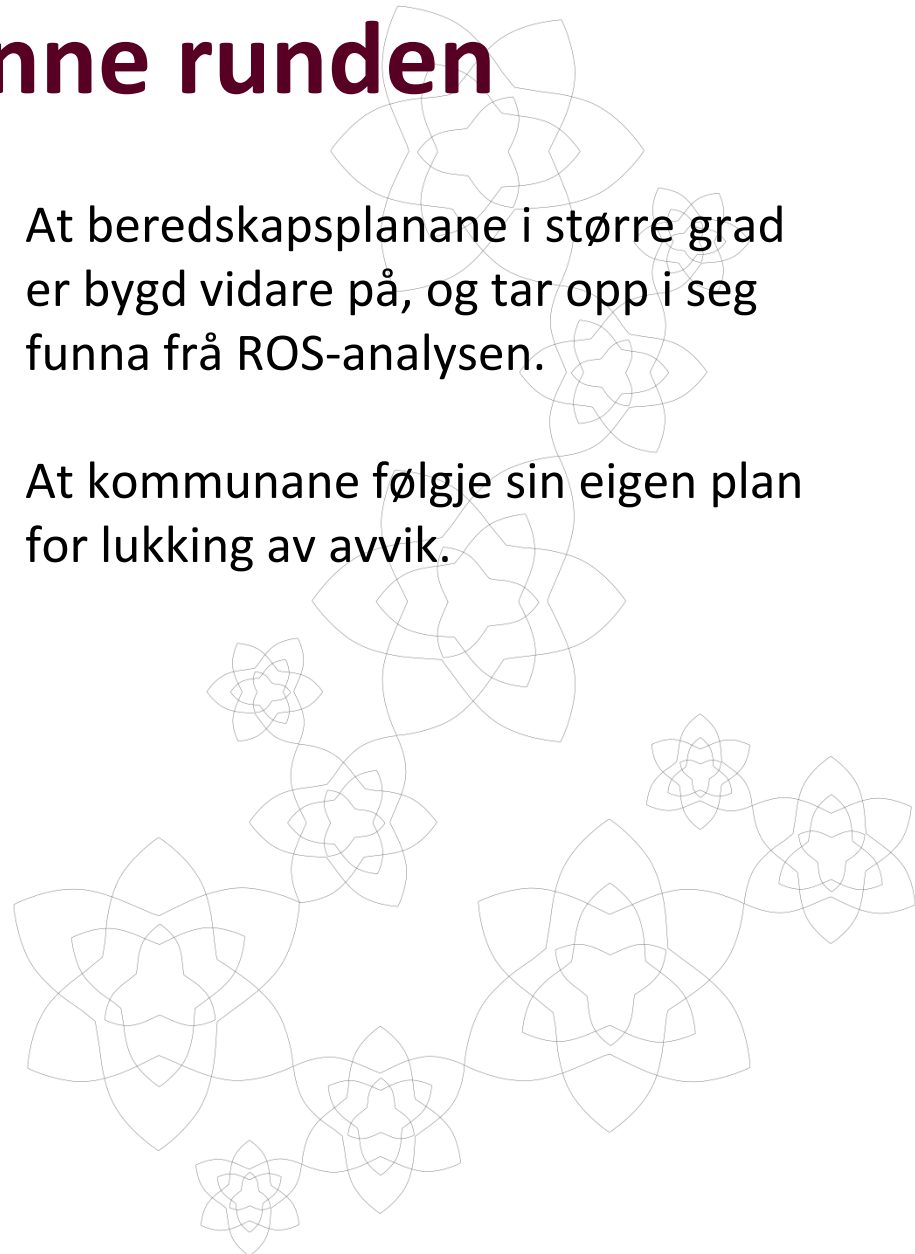 nne runden
At beredskapsplanane i større grad
er bygd vidare på, og tar opp i seg
funna frå ROS-analysen.
At kommunane følgje sin eigen plan
for lukking av avvik.